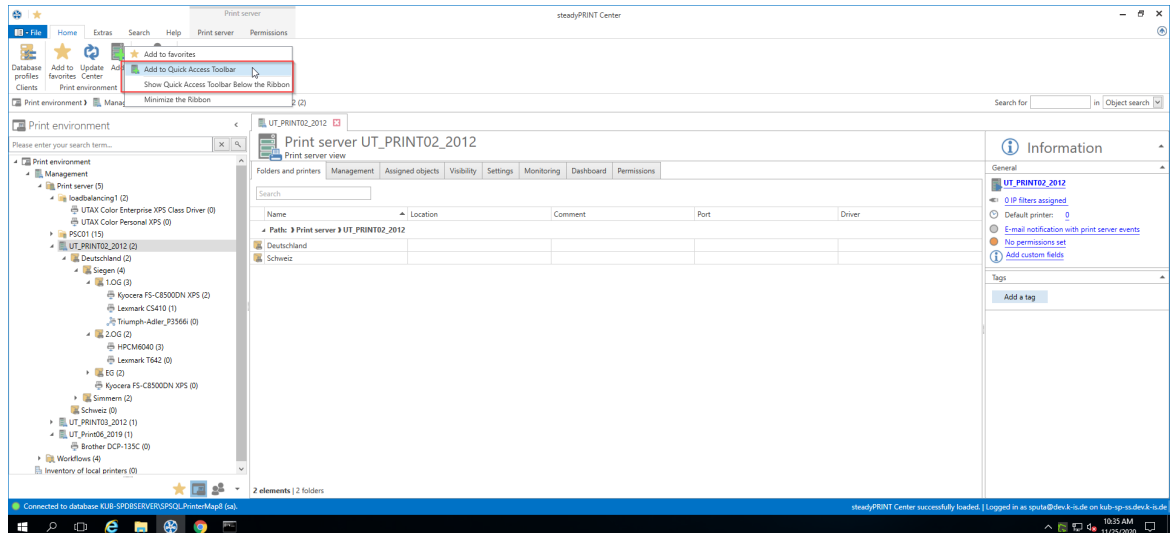 Print server
steadyPRINT Center
File Home Extras Search Help Print server Permissions
Database profiles
Add to favorites
Update Center
Clients
Print environment
Add to favorites
Add to Quick Access Toolbar
Show Quick Access Toolbar Below the Ribbon
Minimize the Ribbon
Print environment
2 (2)
Search for in Object search
Print environment
Please enter your search term...
Print environment
Management
Print server (5)
loadbalancing1 (2)
UTAX Color Enterprise XPS Class Driver (0)
UTAX Color Personal XPS (0)
PSC01 (15)
UT_PRINT02_2012 (2)
Deutschland (2)
Siegen (4)
1.OG (3)
Kyocera FS-C8500DN XPS (2)
Lexmark CS410 (1)
Triumph-Adler_P3566i (0)
2.OG (2)
HPCM6040 (3)
Lexmark T642 (0)
EG (2)
Kyocera FS-C8500DN XPS (0)
Simmern (2)
Schweiz (0)
UT_PRINT03_2012 (1)
UT_Print06_2019 (1)
Brother DCP-135C (0)
Workflows (4)
Inventory of local printers (0)
UT_PRINT02_2012
Print server UT_PRINT02_2012
Print server view
Folders and printers Management Assigned objects Visibility Settings Monitoring Dashboard Permissions
Search
Name Location Comment Port Driver
Path: Print server UT_PRINT02_2012
Deutschland
Schweiz
2 elements | 2 folders
Information
General
UT_PRINT02_2012
0 IP filters assigned
Default printer: 0
E-mail notification with print server events
No permissions set
Add custom fields
Tags
Add a tag
Connected to database KUB-SPDBSERVER\SPSQL.PrinterMap8 (sa).
steadyPRINT Center successfully loaded. | Logged in as sputa@dev.k-is.de on kub-sp-ss.dev.k-is.de
10:35 AM
11/25/2020